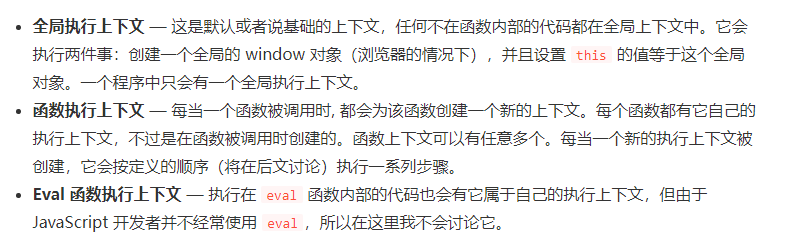 • 全局执行上下文 — 这是默认或者说基础的上下文，任何不在函数内部的代码都在全局上下文中。它会
执行两件事：创建一个全局的 window 对象（浏览器的情况下），并且设置 this 的值等于这个全局
对象。一个程序中只会有一个全局执行上下文。
• 函数执行上下文 — 每当一个函数被调用时, 都会为该函数创建一个新的上下文。每个函数都有它自己的
执行上下文，不过是在函数被调用时创建的。函数上下文可以有任意多个。每当一个新的执行上下文被
创建，它会按定义的顺序（将在后文讨论）执行一系列步骤。
• Eval 函数执行上下文 — 执行在 eval 函数内部的代码也会有它属于自己的执行上下文，但由于
JavaScript 开发者并不经常使用 eval ，所以在这里我不会讨论它。